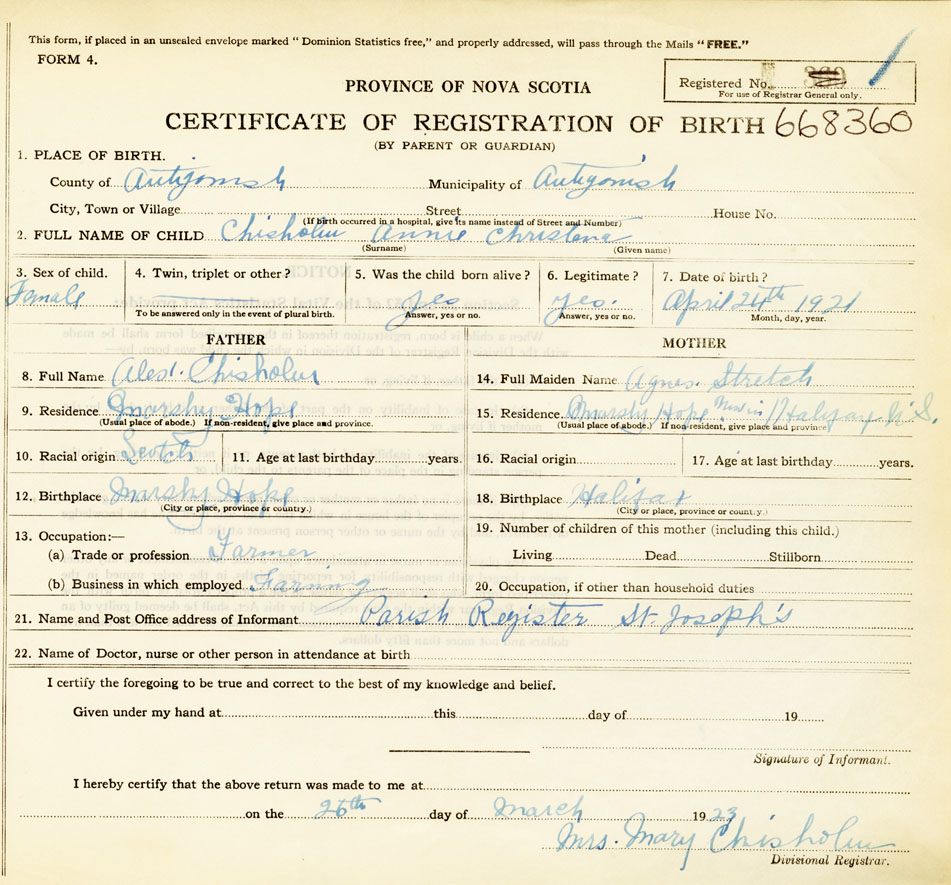 This form, if placed in an unsealed envelope marked "Dominion Statistics free," and properly addressed, will pass through the Mails "FREE."
FORM 4.
PROVINCE OF NOVA SCOTIA
Registered No.
For use of Registrar General only.
CERTIFICATE OF REGISTRATION OF BIRTH 668360
(BY PARENT OR GUARDIAN)
1. PLACE OF BIRTH.
County of Antigonish Municipality of Antigonish
City, Town or Village Street House No.
(If birth occurred in a hospital, give its name instead of Street and Number)
2. FULL NAME OF CHILD Chisholm Annie Christena
(Surname) (Given name)
3. Sex of child. 4. Twin, triplet or other? 5. Was the child born alive? 6. Legitimate? 7. Date of birth?
Female yes yes. April 24th 1921
To be answered only in the event of plural birth. Answer, yes or no. Answer, yes or no. Month, day, year.
FATHER MOTHER
8. Full Name Alex. Chisholm 14. Full Maiden Name Agnes. Stretch
9. Residence Marshy Hope 15. Residence Marshy Hope Now in Halifax N.S.
(Usual place of abode.) If non-resident, give place and province. (Usual place of abode.) If non-resident, give place and province
10. Racial origin Scotch 11. Age at last birthday years. 16. Racial origin 17. Age at last birthday years.
12. Birthplace Marshy Hope 18. Birthplace Halifax
(City or place, province or country.) (City or place, province or country.)
13. Occupation:— 19. Number of children of this mother (including this child.)
(a) Trade or profession Farmer Living Dead Stillborn
(b) Business in which employed Farming 20. Occupation, if other than household duties
21. Name and Post Office address of Informant Parish Register St. Joseph's
22. Name of Doctor, nurse or other person in attendance at birth
I certify the foregoing to be true and correct to the best of my knowledge and belief.
Given under my hand at this day of 19
Signature of Informant.
I hereby certify that the above return was made to me at
on the 26th day of March 1923
Mrs. Mary Chisholm
Divisional Registrar.